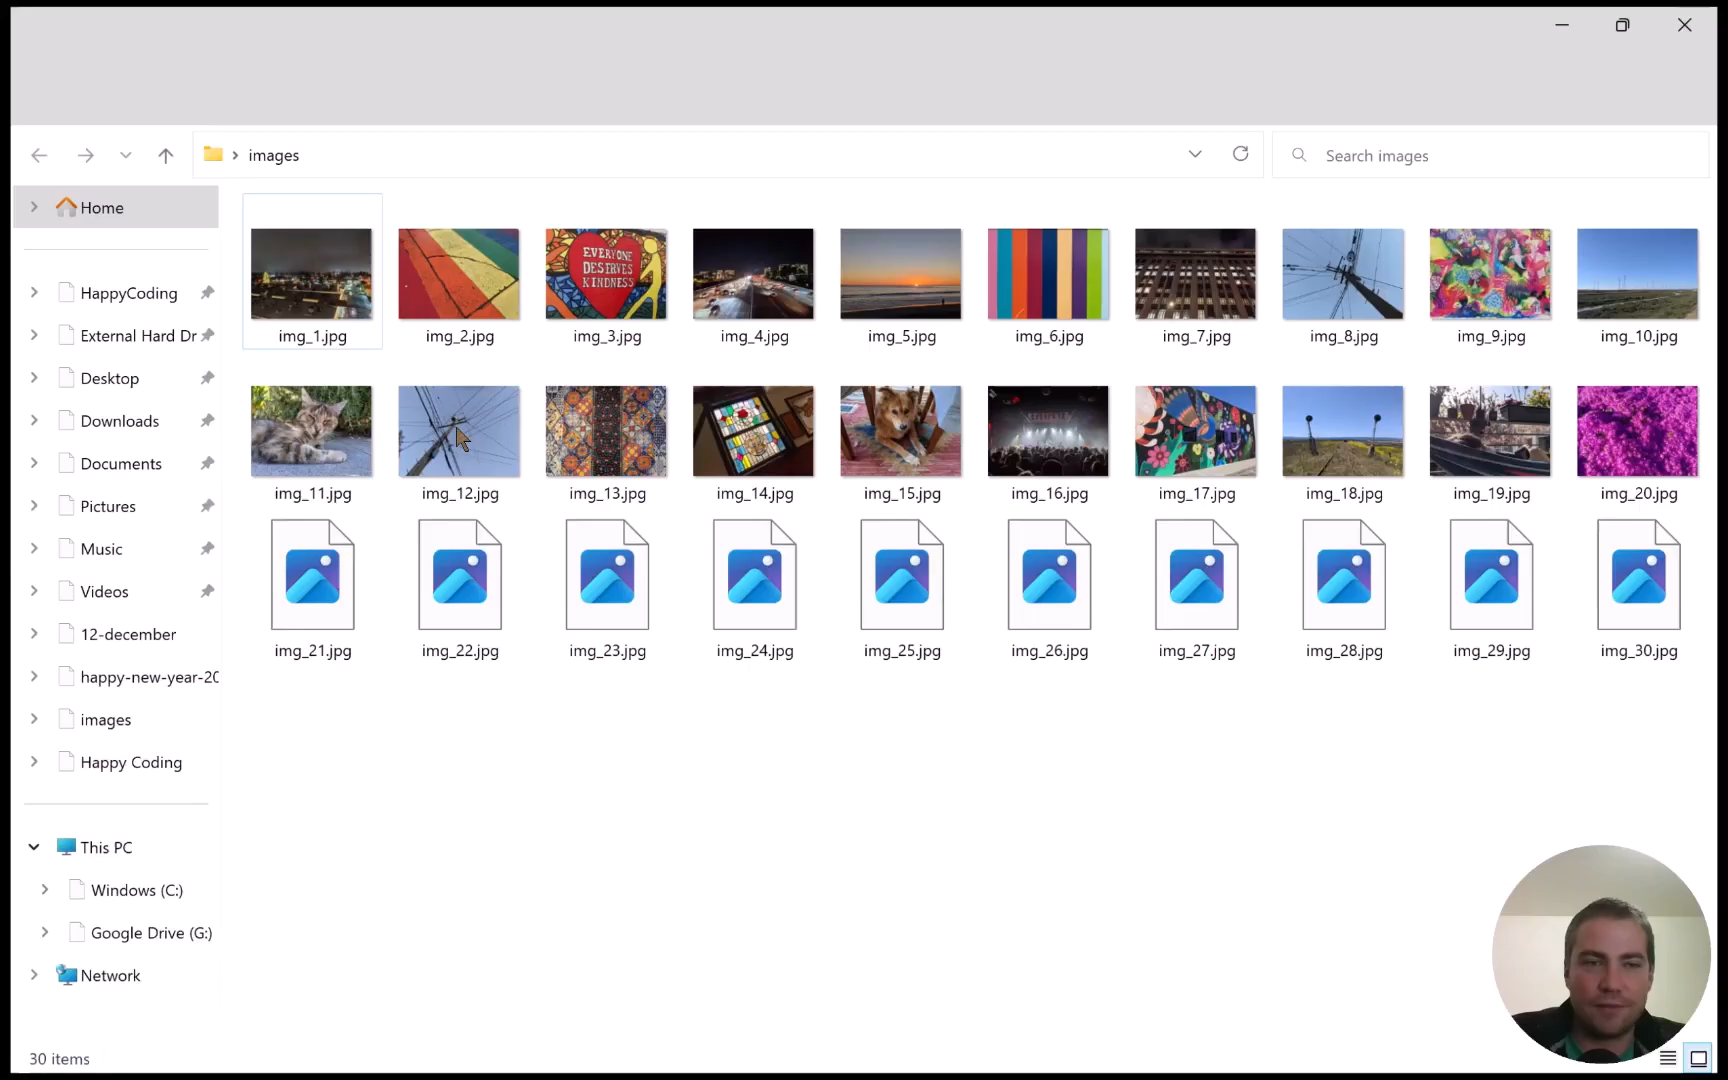 images
Search images
Home
HappyCoding
External Hard Dr
Desktop
Downloads
Documents
Pictures
Music
Videos
12-december
happy-new-year-20
images
Happy Coding
This PC
Windows (C:)
Google Drive (G:)
Network
EVERYONE
DESERVES
KINDNESS
img_1.jpg img_2.jpg img_3.jpg img_4.jpg img_5.jpg img_6.jpg img_7.jpg img_8.jpg img_9.jpg img_10.jpg
img_11.jpg img_12.jpg img_13.jpg img_14.jpg img_15.jpg img_16.jpg img_17.jpg img_18.jpg img_19.jpg img_20.jpg
img_21.jpg img_22.jpg img_23.jpg img_24.jpg img_25.jpg img_26.jpg img_27.jpg img_28.jpg img_29.jpg img_30.jpg
30 items